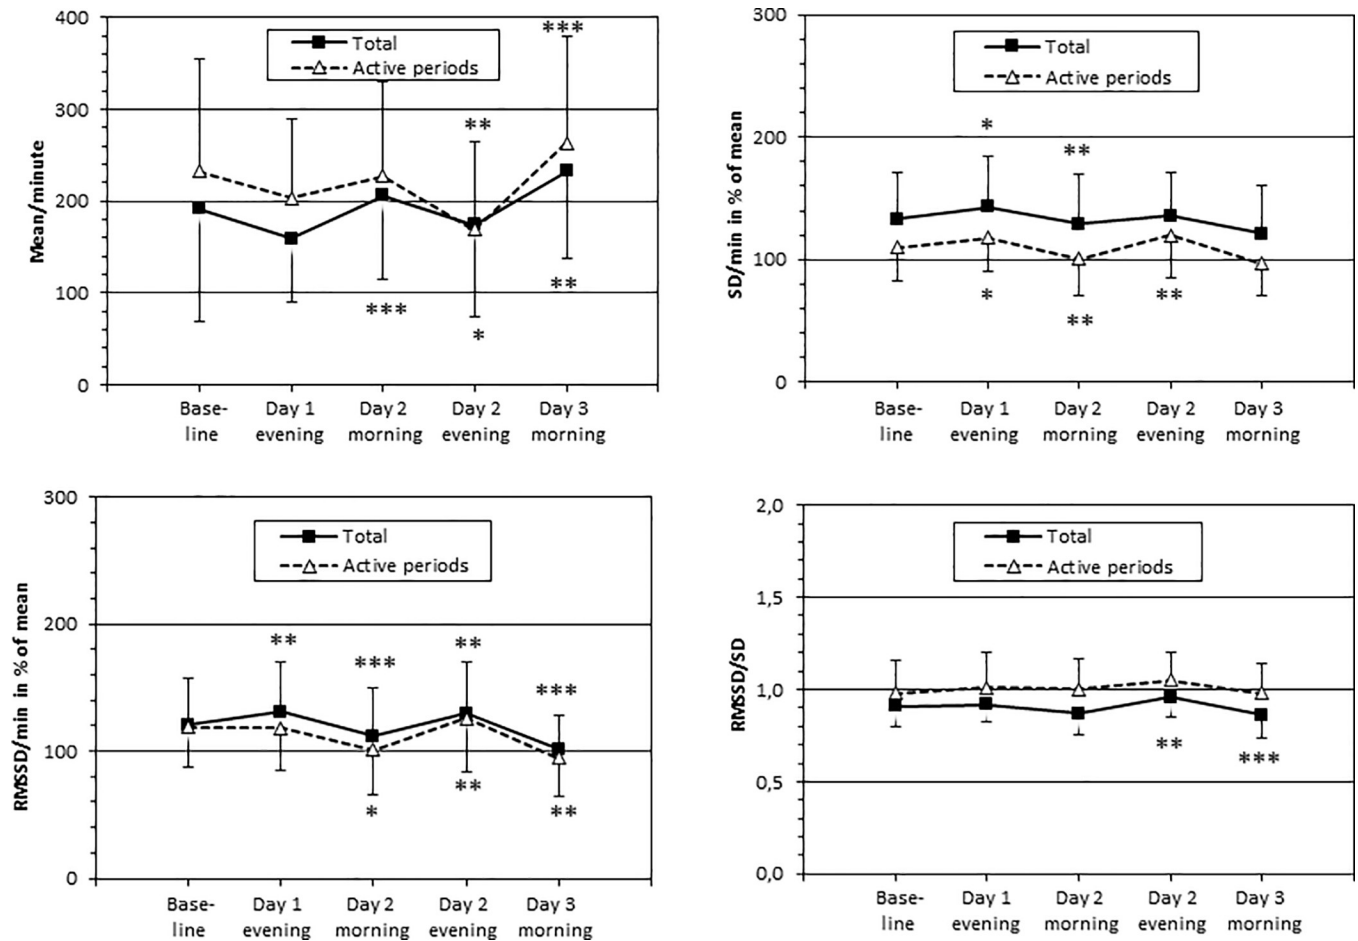 400
300
200
100
0
Mean/minute
Total
Active periods
***
**
***
*
**
Base-line
Day 1 evening
Day 2 morning
Day 2 evening
Day 3 morning
300
200
100
0
SD/min in % of mean
Total
Active periods
*
**
*
**
**
Base-line
Day 1 evening
Day 2 morning
Day 2 evening
Day 3 morning
300
200
100
0
RMSSD/min in % of mean
Total
Active periods
**
***
**
***
*
**
**
Base-line
Day 1 evening
Day 2 morning
Day 2 evening
Day 3 morning
2,0
1,5
1,0
0,5
0,0
RMSSD/SD
Total
Active periods
**
***
Base-line
Day 1 evening
Day 2 morning
Day 2 evening
Day 3 morning